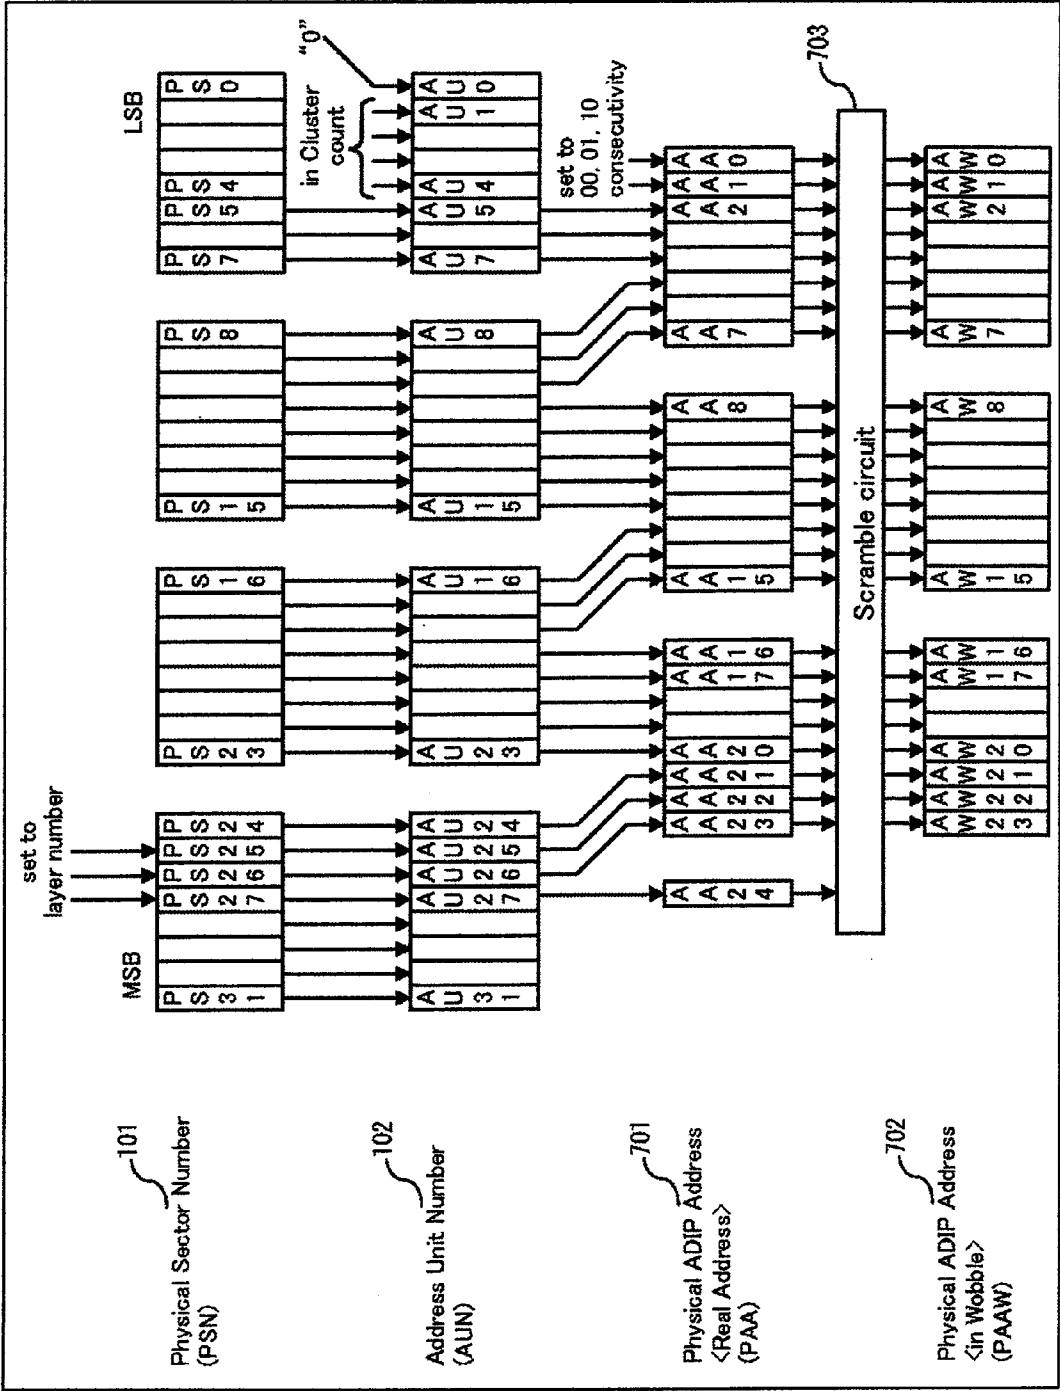 set to
layer number
MSB
LSB
101
Physical Sector Number
(PSN)
PS31
PS27
PS26
PS25
PS24
PS23
PS16
PS15
PS8
PS7
PS5
PS4
PS0
in Cluster
count
"0"
102
Address Unit Number
(AUN)
AU31
AU27
AU26
AU25
AU24
AU23
AU16
AU15
AU8
AU7
AU5
AU4
AU1
AU0
set to
00, 01, 10
consecutivity
701
Physical ADIP Address
<Real Address>
(PAA)
AA24
AA23
AA22
AA21
AA20
AA17
AA16
AA15
AA8
AA7
AA2
AA1
AA0
Scramble circuit
703
702
Physical ADIP Address
<in Wobble>
(PAAW)
AW23
AW22
AW21
AW20
AW17
AW16
AW15
AW8
AW7
AW2
AW1
AW0